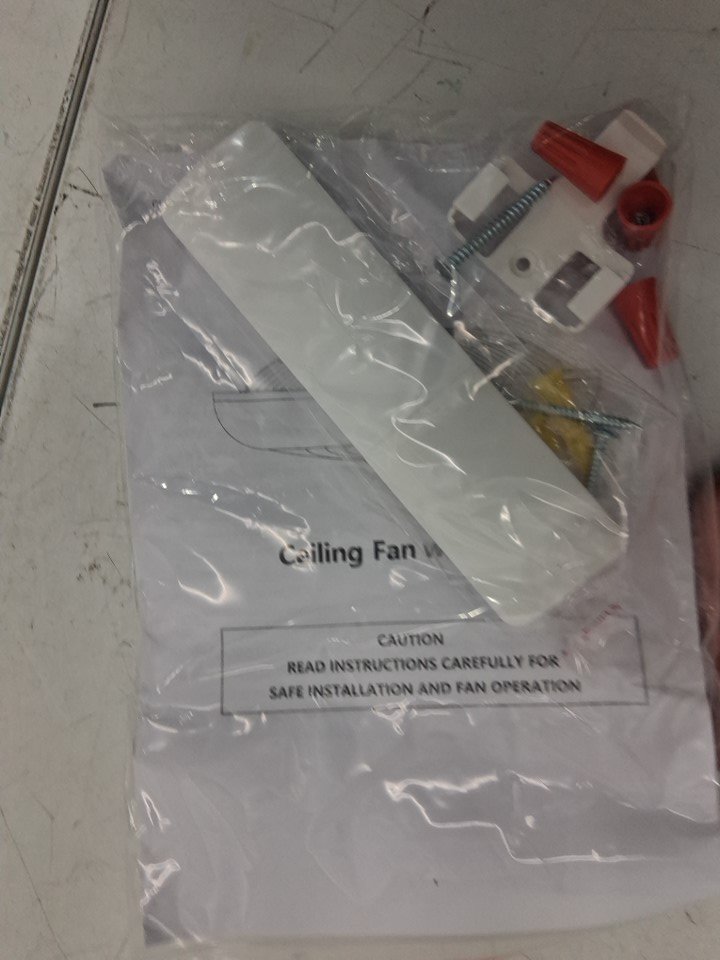 Ceiling Fan W
CAUTION
READ INSTRUCTIONS CAREFULLY FOR
SAFE INSTALLATION AND FAN OPERATION